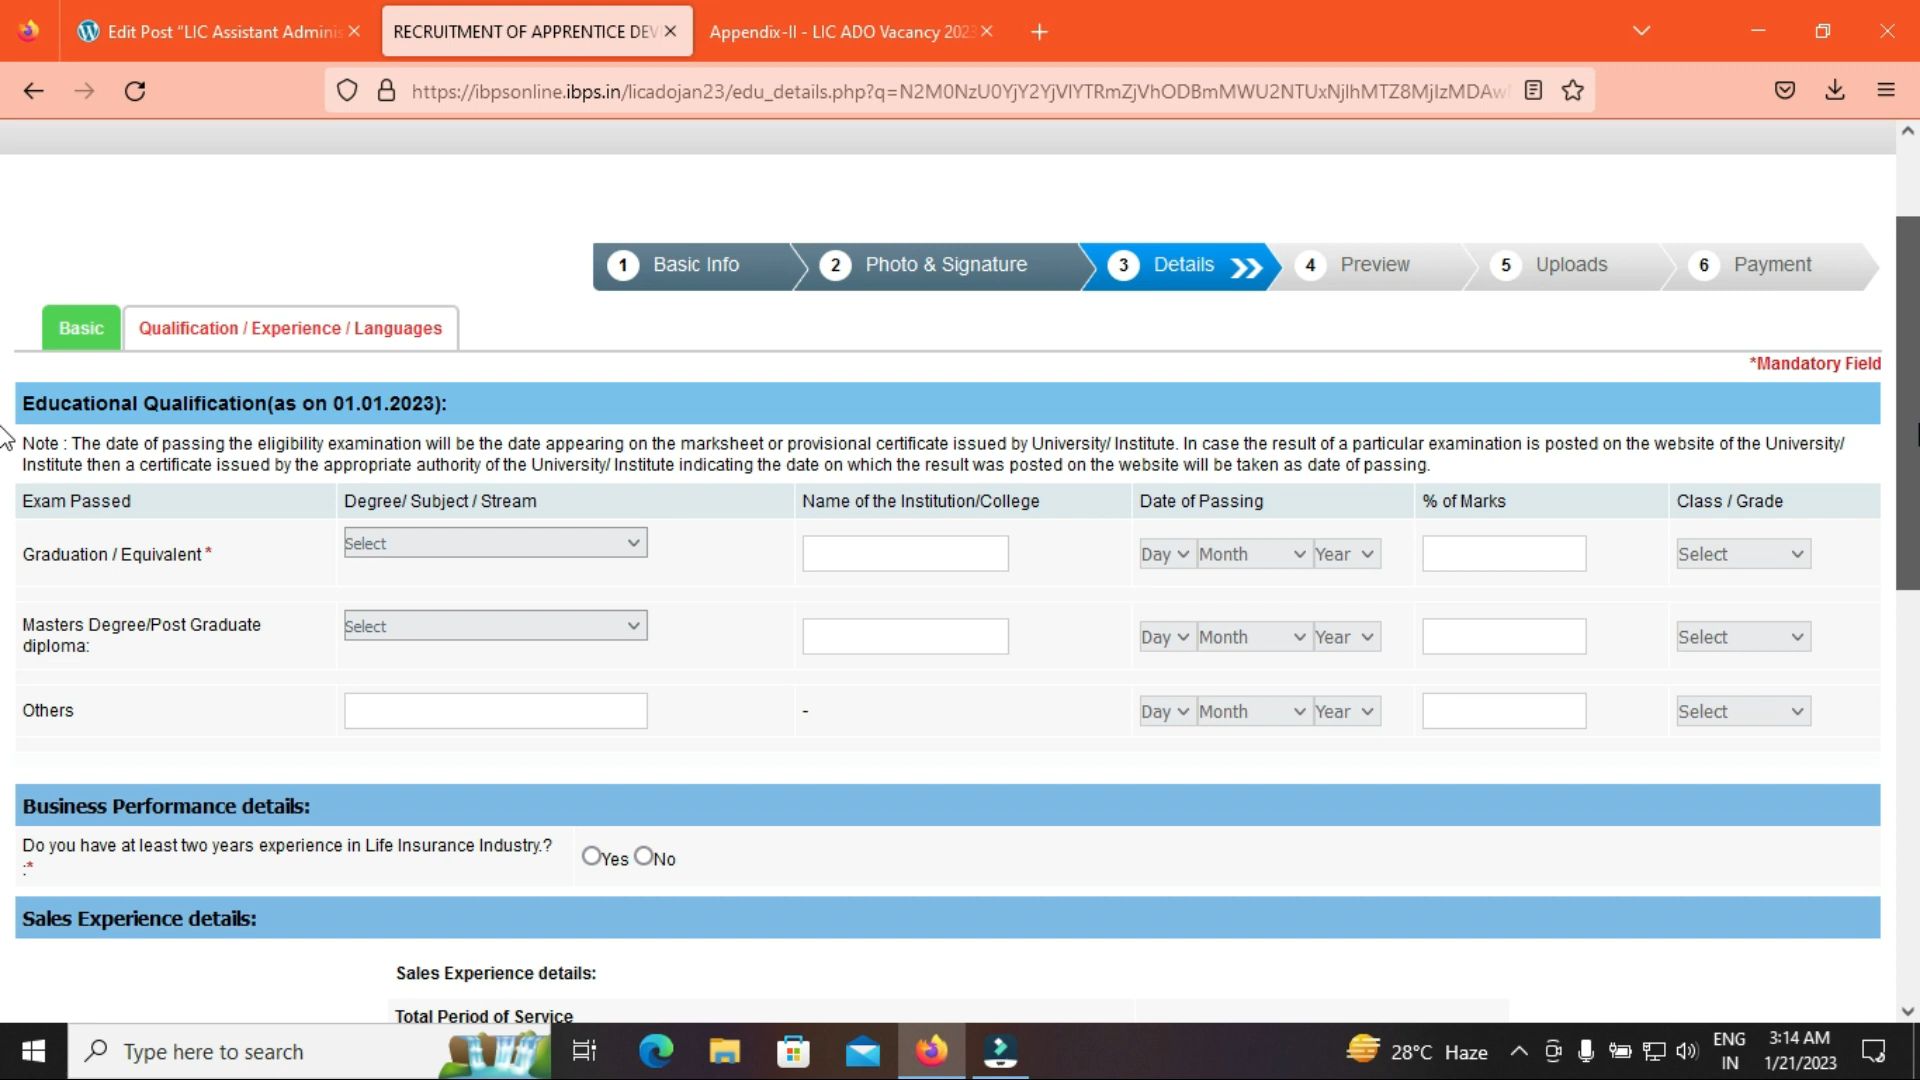 Edit Post "LIC Assistant Adminis
RECRUITMENT OF APPRENTICE DEV
Appendix-II - LIC ADO Vacancy 2023
https://ibpsonline.ibps.in/licadojan23/edu_details.php?q=
1 Basic Info
2 Photo & Signature
3 Details
4 Preview
5 Uploads
6 Payment
Basic
Qualification / Experience / Languages
*Mandatory Field
Educational Qualification(as on 01.01.2023):
Note : The date of passing the eligibility examination will be the date appearing on the marksheet or provisional certificate issued by University/ Institute. In case the result of a particular examination is posted on the website of the University/
Institute then a certificate issued by the appropriate authority of the University/ Institute indicating the date on which the result was posted on the website will be taken as date of passing.
Exam Passed Degree/ Subject / Stream Name of the Institution/College Date of Passing % of Marks Class / Grade
Graduation / Equivalent * Select Day Month Year Select
Masters Degree/Post Graduate
diploma: Select Day Month Year Select
Others - Day Month Year Select
Business Performance details:
Do you have at least two years experience in Life Insurance Industry.?
:* Yes No
Sales Experience details:
Sales Experience details:
Total Period of Service
Type here to search
28°C Haze
ENG
IN
3:14 AM
1/21/2023